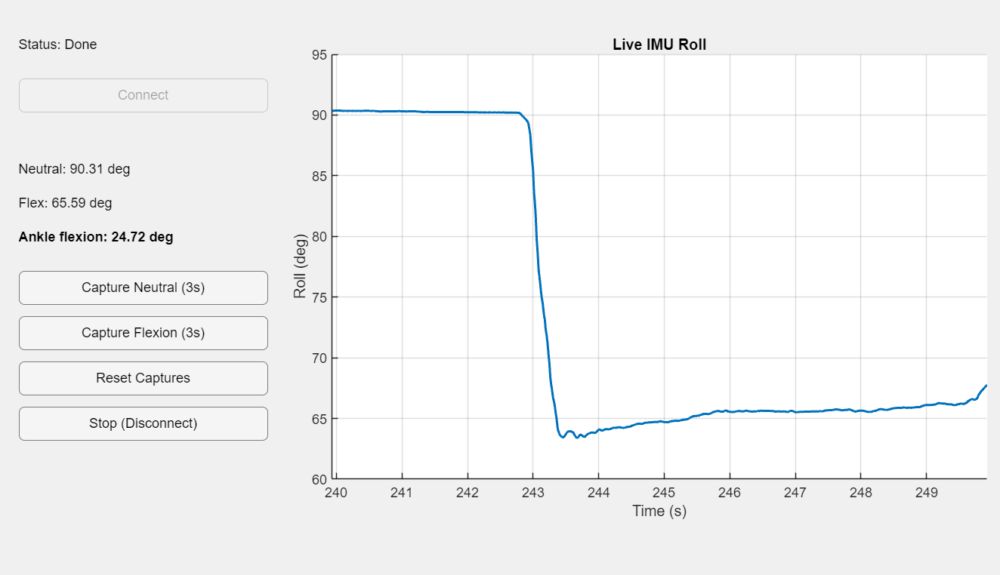 Status: Done
Connect
Neutral: 90.31 deg
Flex: 65.59 deg
Ankle flexion: 24.72 deg
Capture Neutral (3s)
Capture Flexion (3s)
Reset Captures
Stop (Disconnect)
Live IMU Roll
95
90
85
80
75
70
65
60
Roll (deg)
240 241 242 243 244 245 246 247 248 249
Time (s)